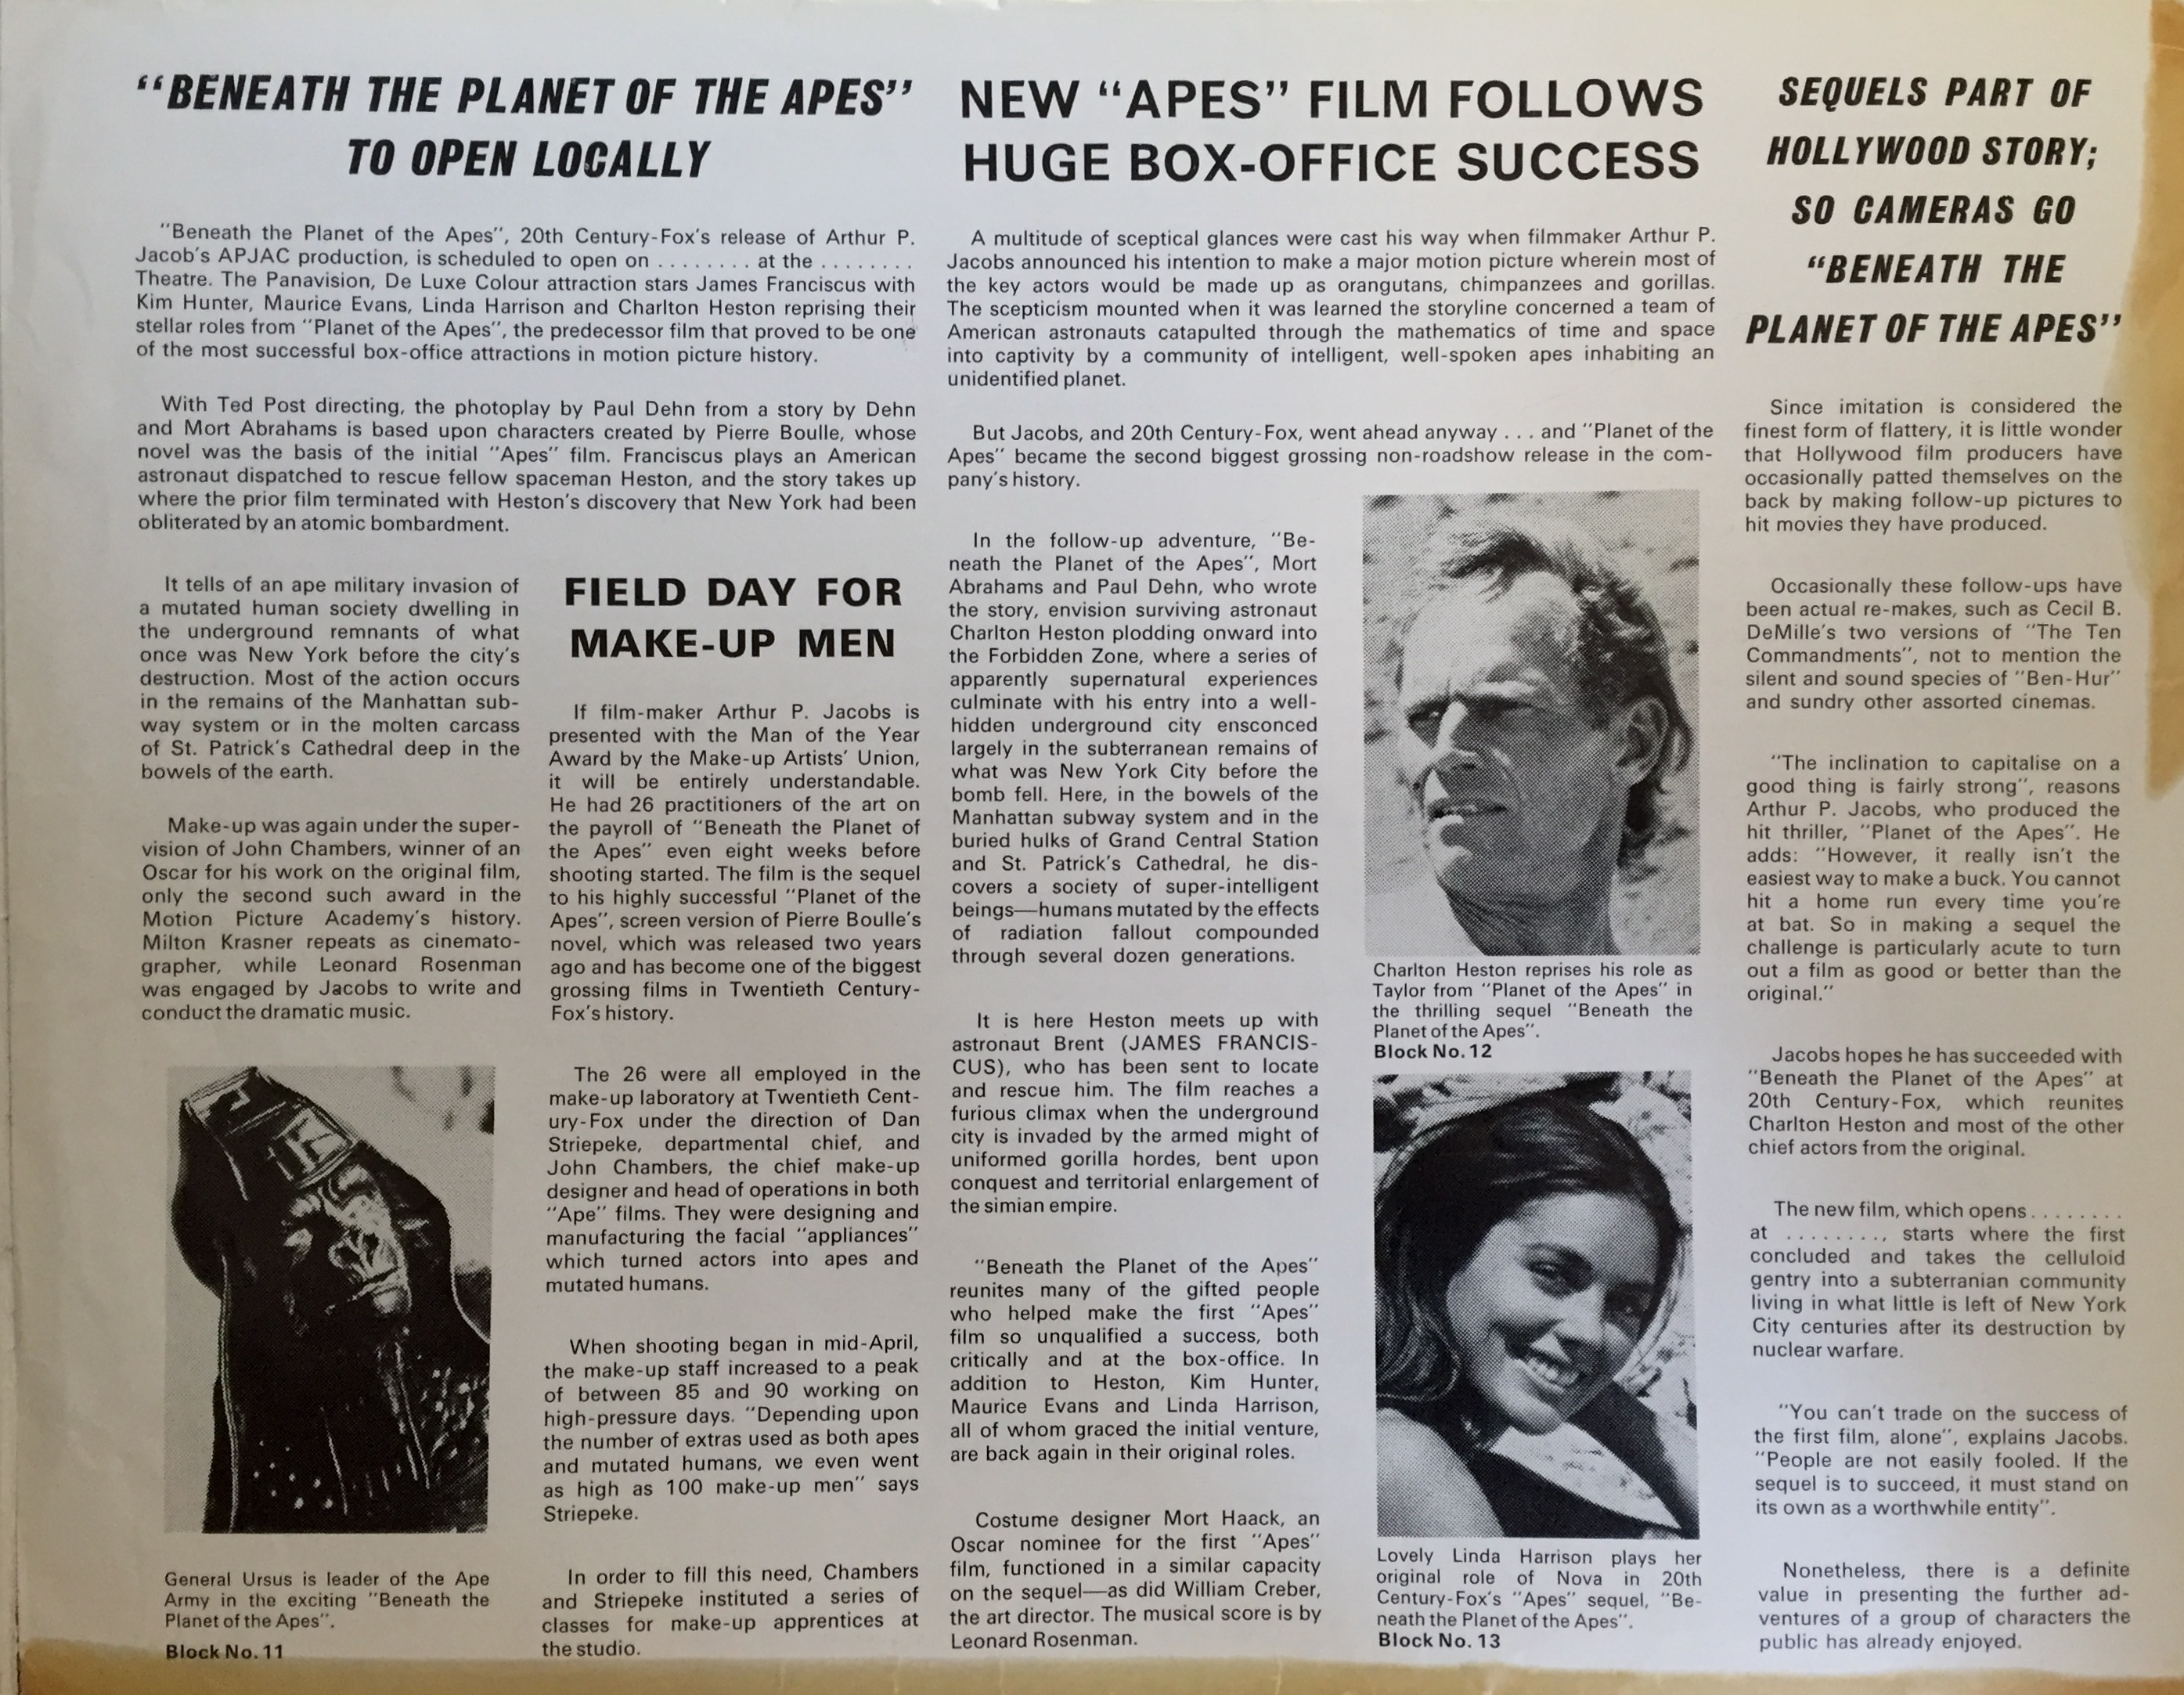 “BENEATH THE PLANET OF THE APES”
TO OPEN LOCALLY
“Beneath the Planet of the Apes”, 20th Century-Fox’s release of Arthur P.
Jacob’s APJAC production, is scheduled to open on ........ at the ........
Theatre. The Panavision, De Luxe Colour attraction stars James Franciscus with
Kim Hunter, Maurice Evans, Linda Harrison and Charlton Heston reprising their
stellar roles from “Planet of the Apes”, the predecessor film that proved to be one
of the most successful box-office attractions in motion picture history.
With Ted Post directing, the photoplay by Paul Dehn from a story by Dehn
and Mort Abrahams is based upon characters created by Pierre Boulle, whose
novel was the basis of the initial “Apes” film. Franciscus plays an American
astronaut dispatched to rescue fellow spaceman Heston, and the story takes up
where the prior film terminated with Heston’s discovery that New York had been
obliterated by an atomic bombardment.
It tells of an ape military invasion of
a mutated human society dwelling in
the underground remnants of what
once was New York before the city’s
destruction. Most of the action occurs
in the remains of the Manhattan sub-
way system or in the molten carcass
of St. Patrick’s Cathedral deep in the
bowels of the earth.
Make-up was again under the super-
vision of John Chambers, winner of an
Oscar for his work on the original film,
only the second such award in the
Motion Picture Academy’s history.
Milton Krasner repeats as cinemato-
grapher, while Leonard Rosenman
was engaged by Jacobs to write and
conduct the dramatic music.
General Ursus is leader of the Ape
Army in the exciting “Beneath the
Planet of the Apes”.
Block No. 11
FIELD DAY FOR
MAKE-UP MEN
If film-maker Arthur P. Jacobs is
presented with the Man of the Year
Award by the Make-up Artists’ Union,
it will be entirely understandable.
He had 26 practitioners of the art on
the payroll of “Beneath the Planet of
the Apes” even eight weeks before
shooting started. The film is the sequel
to his highly successful “Planet of the
Apes”, screen version of Pierre Boulle’s
novel, which was released two years
ago and has become one of the biggest
grossing films in Twentieth Century-
Fox’s history.
The 26 were all employed in the
make-up laboratory at Twentieth Cent-
ury-Fox under the direction of Dan
Striepeke, departmental chief, and
John Chambers, the chief make-up
designer and head of operations in both
“Ape” films. They were designing and
manufacturing the facial “appliances”
which turned actors into apes and
mutated humans.
When shooting began in mid-April,
the make-up staff increased to a peak
of between 85 and 90 working on
high-pressure days. “Depending upon
the number of extras used as both apes
and mutated humans, we even went
as high as 100 make-up men” says
Striepeke.
In order to fill this need, Chambers
and Striepeke instituted a series of
classes for make-up apprentices at
the studio.
NEW “APES” FILM FOLLOWS
HUGE BOX-OFFICE SUCCESS
A multitude of sceptical glances were cast his way when filmmaker Arthur P.
Jacobs announced his intention to make a major motion picture wherein most of
the key actors would be made up as orangutans, chimpanzees and gorillas.
The scepticism mounted when it was learned the storyline concerned a team of
American astronauts catapulted through the mathematics of time and space
into captivity by a community of intelligent, well-spoken apes inhabiting an
unidentified planet.
But Jacobs, and 20th Century-Fox, went ahead anyway . . . and “Planet of the
Apes” became the second biggest grossing non-roadshow release in the com-
pany’s history.
In the follow-up adventure, “Be-
neath the Planet of the Apes”, Mort
Abrahams and Paul Dehn, who wrote
the story, envision surviving astronaut
Charlton Heston plodding onward into
the Forbidden Zone, where a series of
apparently supernatural experiences
culminate with his entry into a well-
hidden underground city ensconced
largely in the subterranean remains of
what was New York City before the
bomb fell. Here, in the bowels of the
Manhattan subway system and in the
buried hulks of Grand Central Station
and St. Patrick’s Cathedral, he dis-
covers a society of super-intelligent
beings—humans mutated by the effects
of radiation fallout compounded
through several dozen generations.
It is here Heston meets up with
astronaut Brent (JAMES FRANCIS-
CUS), who has been sent to locate
and rescue him. The film reaches a
furious climax when the underground
city is invaded by the armed might of
uniformed gorilla hordes, bent upon
conquest and territorial enlargement of
the simian empire.
“Beneath the Planet of the Apes”
reunites many of the gifted people
who helped make the first “Apes”
film so unqualified a success, both
critically and at the box-office. In
addition to Heston, Kim Hunter,
Maurice Evans and Linda Harrison,
all of whom graced the initial venture,
are back again in their original roles.
Costume designer Mort Haack, an
Oscar nominee for the first “Apes”
film, functioned in a similar capacity
on the sequel—as did William Creber,
the art director. The musical score is by
Leonard Rosenman.
Charlton Heston reprises his role as
Taylor from “Planet of the Apes” in
the thrilling sequel “Beneath the
Planet of the Apes”.
Block No. 12
Lovely Linda Harrison plays her
original role of Nova in 20th
Century-Fox’s “Apes” sequel, “Be-
neath the Planet of the Apes”.
Block No. 13
SEQUELS PART OF
HOLLYWOOD STORY;
SO CAMERAS GO
“BENEATH THE
PLANET OF THE APES”
Since imitation is considered the
finest form of flattery, it is little wonder
that Hollywood film producers have
occasionally patted themselves on the
back by making follow-up pictures to
hit movies they have produced.
Occasionally these follow-ups have
been actual re-makes, such as Cecil B.
DeMille’s two versions of “The Ten
Commandments”, not to mention the
silent and sound species of “Ben-Hur”
and sundry other assorted cinemas.
“The inclination to capitalise on a
good thing is fairly strong”, reasons
Arthur P. Jacobs, who produced the
hit thriller, “Planet of the Apes”. He
adds: “However, it really isn’t the
easiest way to make a buck. You cannot
hit a home run every time you’re
at bat. So in making a sequel the
challenge is particularly acute to turn
out a film as good or better than the
original.”
Jacobs hopes he has succeeded with
“Beneath the Planet of the Apes” at
20th Century-Fox, which reunites
Charlton Heston and most of the other
chief actors from the original.
The new film, which opens ........
at ........, starts where the first
concluded and takes the celluloid
gentry into a subterranian community
living in what little is left of New York
City centuries after its destruction by
nuclear warfare.
“You can’t trade on the success of
the first film, alone”, explains Jacobs.
“People are not easily fooled. If the
sequel is to succeed, it must stand on
its own as a worthwhile entity”.
Nonetheless, there is a definite
value in presenting the further ad-
ventures of a group of characters the
public has already enjoyed.